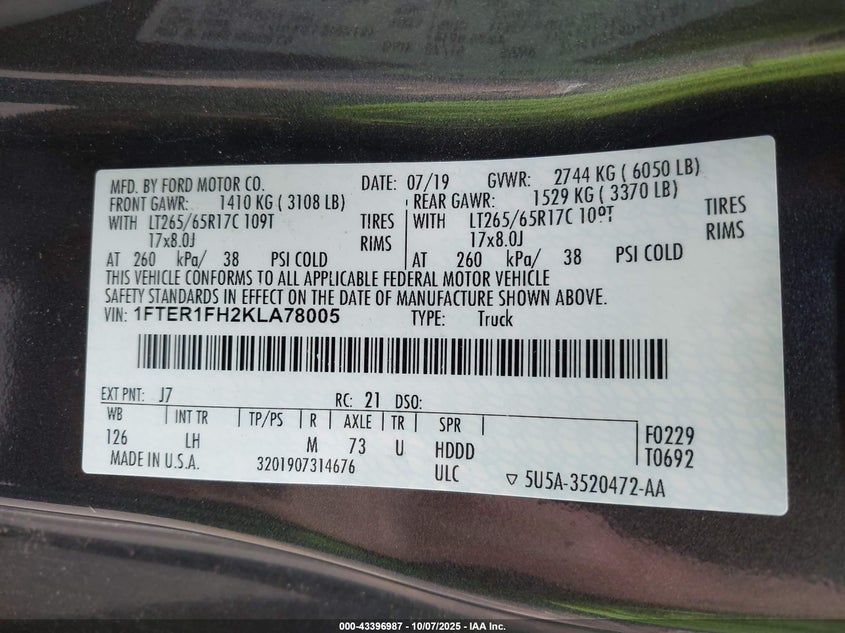 MFD. BY FORD MOTOR CO. DATE: 07/19 GVWR: 2744 KG ( 6050 LB)
FRONT GAWR: 1410 KG ( 3108 LB) REAR GAWR: 1529 KG ( 3370 LB)
WITH LT265/65R17C 109T TIRES WITH LT265/65R17C 109T TIRES
17x8.0J RIMS 17x8.0J RIMS
AT 260 kPa/ 38 PSI COLD AT 260 kPa/ 38 PSI COLD
THIS VEHICLE CONFORMS TO ALL APPLICABLE FEDERAL MOTOR VEHICLE
SAFETY STANDARDS IN EFFECT ON THE DATE OF MANUFACTURE SHOWN ABOVE.
VIN: 1FTER1FH2KLA78005 TYPE: Truck
EXT PNT: J7 RC: 21 DSO:
WB INT TR TP/PS R AXLE TR SPR
126 LH M 73 U HDDD F0229
ULC T0692
MADE IN U.S.A. 3201907314676 5U5A-3520472-AA
000-43396987 - 10/07/2025 - IAA Inc.